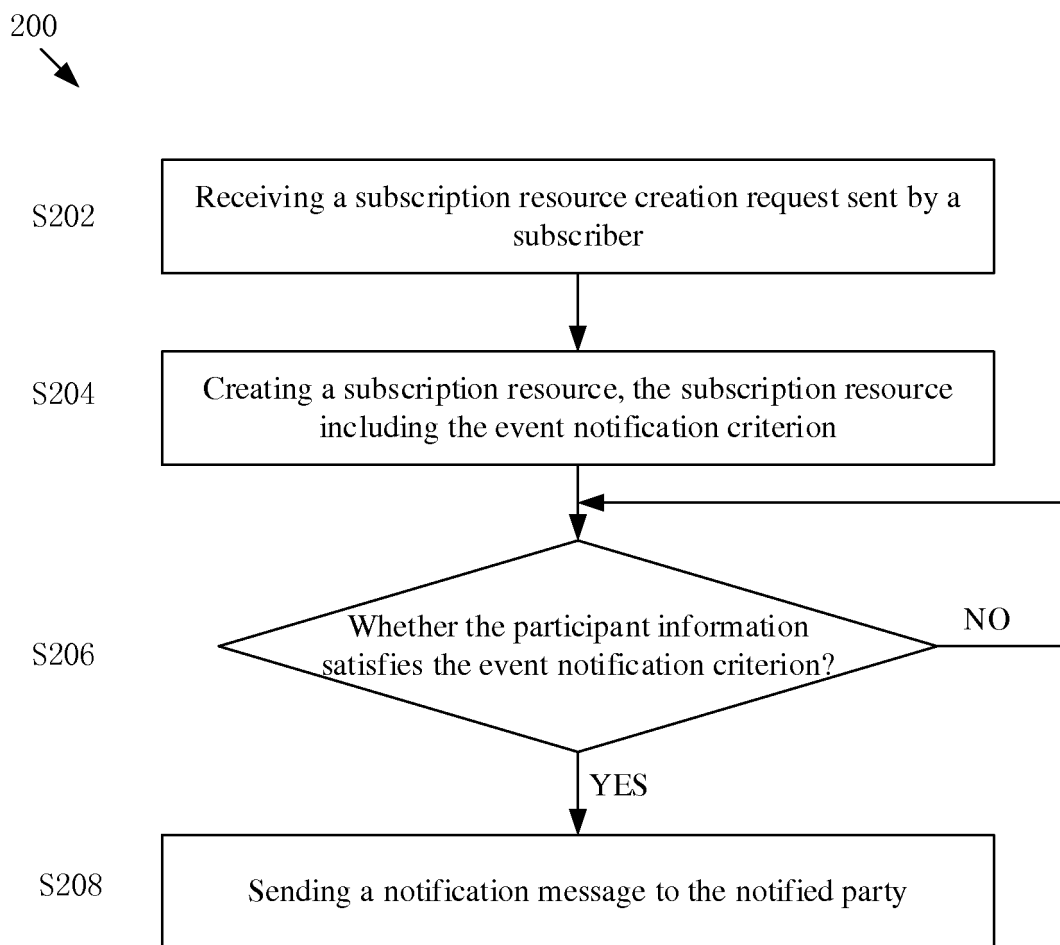 200
S202
Receiving a subscription resource creation request sent by a
subscriber
S204
Creating a subscription resource, the subscription resource
including the event notification criterion
S206
Whether the participant information
satisfies the event notification criterion?
NO
YES
S208
Sending a notification message to the notified party